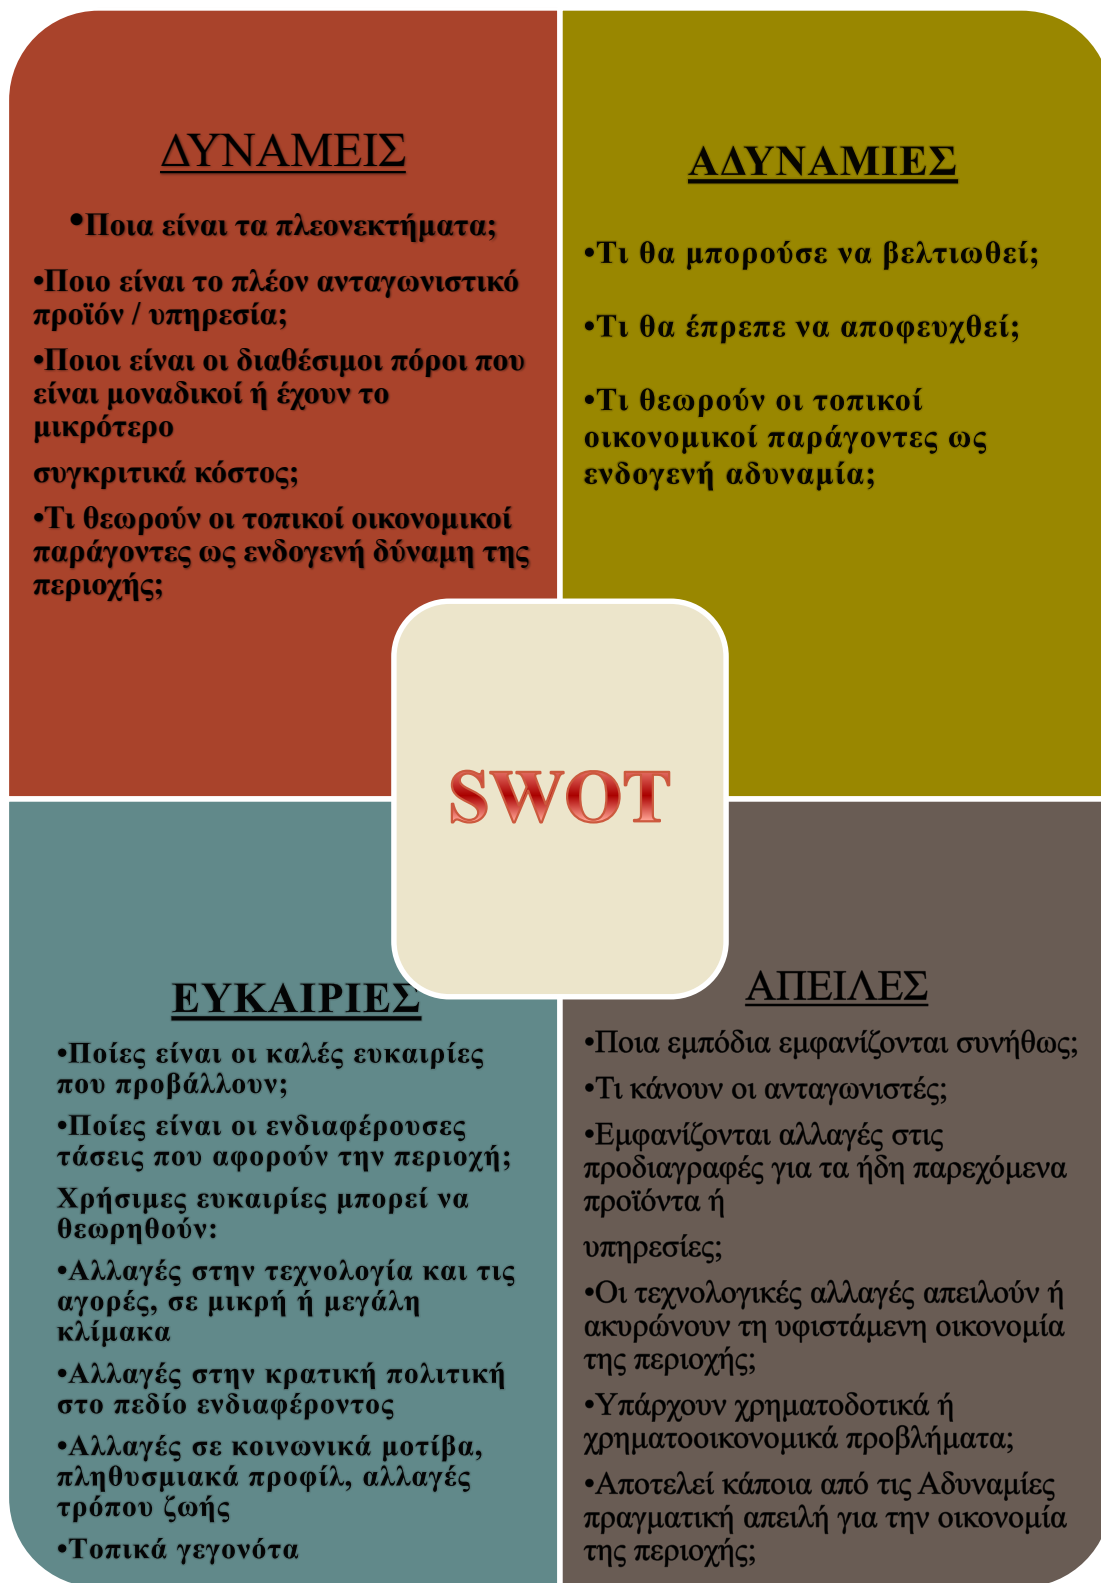 ΔΥΝΑΜΕΙΣ
•Ποια είναι τα πλεονεκτήματα;
•Ποιο είναι το πλέον ανταγωνιστικό
προϊόν / υπηρεσία;
•Ποιοι είναι οι διαθέσιμοι πόροι που
είναι μοναδικοί ή έχουν το
μικρότερο
συγκριτικά κόστος;
•Τι θεωρούν οι τοπικοί οικονομικοί
παράγοντες ως ενδογενή δύναμη της
περιοχής;
ΑΔΥΝΑΜΙΕΣ
•Τι θα μπορούσε να βελτιωθεί;
•Τι θα έπρεπε να αποφευχθεί;
•Τι θεωρούν οι τοπικοί
οικονομικοί παράγοντες ως
ενδογενή αδυναμία;
SWOT
ΕΥΚΑΙΡΙΕΣ
•Ποίες είναι οι καλές ευκαιρίες
που προβάλλουν;
•Ποίες είναι οι ενδιαφέρουσες
τάσεις που αφορούν την περιοχή;
Χρήσιμες ευκαιρίες μπορεί να
θεωρηθούν:
•Αλλαγές στην τεχνολογία και τις
αγορές, σε μικρή ή μεγάλη
κλίμακα
•Αλλαγές στην κρατική πολιτική
στο πεδίο ενδιαφέροντος
•Αλλαγές σε κοινωνικά μοτίβα,
πληθυσμιακά προφίλ, αλλαγές
τρόπου ζωής
•Τοπικά γεγονότα
ΑΠΕΙΛΕΣ
•Ποια εμπόδια εμφανίζονται συνήθως;
•Τι κάνουν οι ανταγωνιστές;
•Εμφανίζονται αλλαγές στις
προδιαγραφές για τα ήδη παρεχόμενα
προϊόντα ή
υπηρεσίες;
•Οι τεχνολογικές αλλαγές απειλούν ή
ακυρώνουν τη υφιστάμενη οικονομία
της περιοχής;
•Υπάρχουν χρηματοδοτικά ή
χρηματοοικονομικά προβλήματα;
•Αποτελεί κάποια από τις Αδυναμίες
πραγματική απειλή για την οικονομία
της περιοχής;